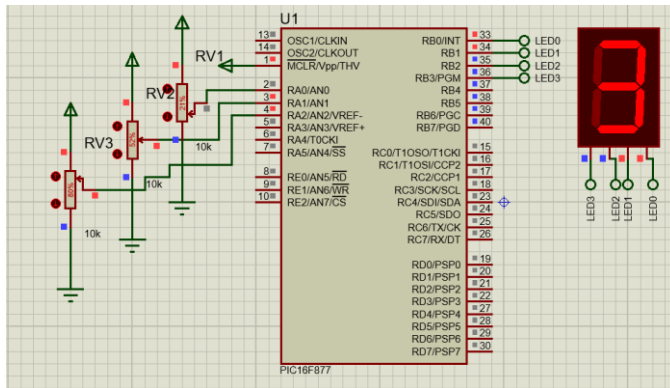 U1
13 OSC1/CLKIN RB0/INT 33 LED0
14 OSC2/CLKOUT RB1 34 LED1
1 MCLR/Vpp/THV RB2 35 LED2
RB3/PGM 36 LED3
2 RA0/AN0 RB4 37
3 RA1/AN1 RB5 38
4 RA2/AN2/VREF- RB6/PGC 39
5 RA3/AN3/VREF+ RB7/PGD 40
6 RA4/T0CKI
7 RA5/AN4/SS RC0/T1OSO/T1CKI 15
RC1/T1OSI/CCP2 16
8 RE0/AN5/RD RC2/CCP1 17
9 RE1/AN6/WR RC3/SCK/SCL 18
10 RE2/AN7/CS RC4/SDI/SDA 23
RC5/SDO 24
RC6/TX/CK 25
RC7/RX/DT 26
RD0/PSP0 19
RD1/PSP1 20
RD2/PSP2 21
RD3/PSP3 22
RD4/PSP4 27
RD5/PSP5 28
RD6/PSP6 29
RD7/PSP7 30
PIC16F877
RV1
RV2
21%
10k
RV3
52%
10k
80%
10k
3
LED3
LED2
LED1
LED0